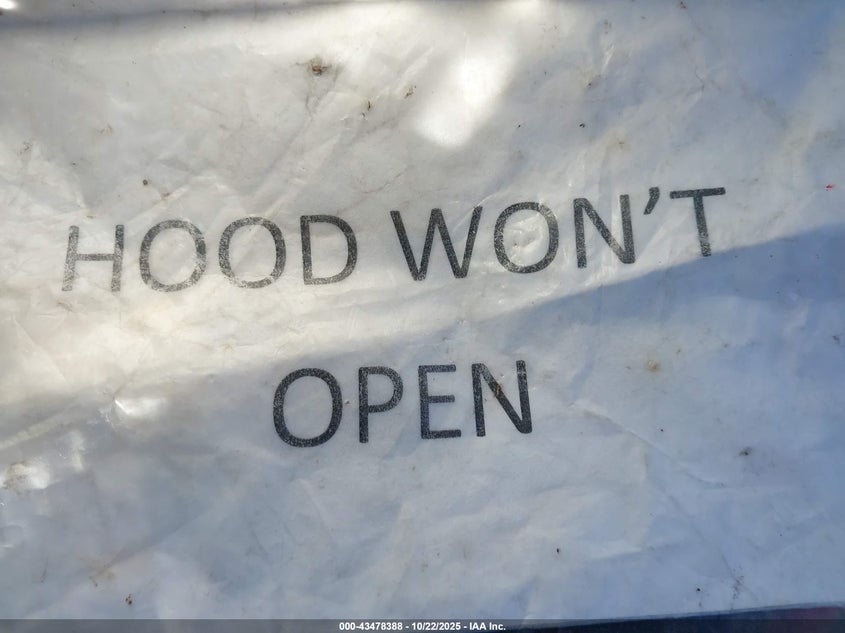 HOOD WON’T
OPEN
000-43478388 - 10/22/2025 - IAA Inc.